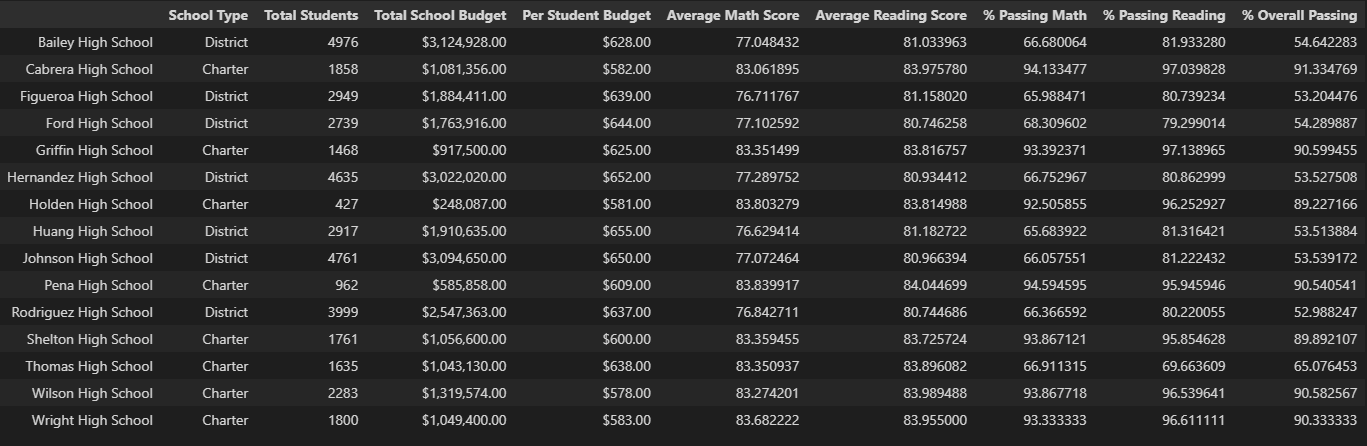 School Type Total Students Total School Budget Per Student Budget Average Math Score Average Reading Score % Passing Math % Passing Reading % Overall Passing
Bailey High School District 4976 $3,124,928.00 $628.00 77.048432 81.033963 66.680064 81.933280 54.642283
Cabrera High School Charter 1858 $1,081,356.00 $582.00 83.061895 83.975780 94.133477 97.039828 91.334769
Figueroa High School District 2949 $1,884,411.00 $639.00 76.711767 81.158020 65.988471 80.739234 53.204476
Ford High School District 2739 $1,763,916.00 $644.00 77.102592 80.746258 68.309602 79.299014 54.289887
Griffin High School Charter 1468 $917,500.00 $625.00 83.351499 83.816757 93.392371 97.138965 90.599455
Hernandez High School District 4635 $3,022,020.00 $652.00 77.289752 80.934412 66.752967 80.862999 53.527508
Holden High School Charter 427 $248,087.00 $581.00 83.803279 83.814988 92.505855 96.252927 89.227166
Huang High School District 2917 $1,910,635.00 $655.00 76.629414 81.182722 65.683922 81.316421 53.513884
Johnson High School District 4761 $3,094,650.00 $650.00 77.072464 80.966394 66.057551 81.222432 53.539172
Pena High School Charter 962 $585,858.00 $609.00 83.839917 84.044699 94.594595 95.945946 90.540541
Rodriguez High School District 3999 $2,547,363.00 $637.00 76.842711 80.744686 66.366592 80.220055 52.988247
Shelton High School Charter 1761 $1,056,600.00 $600.00 83.359455 83.725724 93.867121 95.854628 89.892107
Thomas High School Charter 1635 $1,043,130.00 $638.00 83.350937 83.896082 66.911315 69.663609 65.076453
Wilson High School Charter 2283 $1,319,574.00 $578.00 83.274201 83.989488 93.867718 96.539641 90.582567
Wright High School Charter 1800 $1,049,400.00 $583.00 83.682222 83.955000 93.333333 96.611111 90.333333